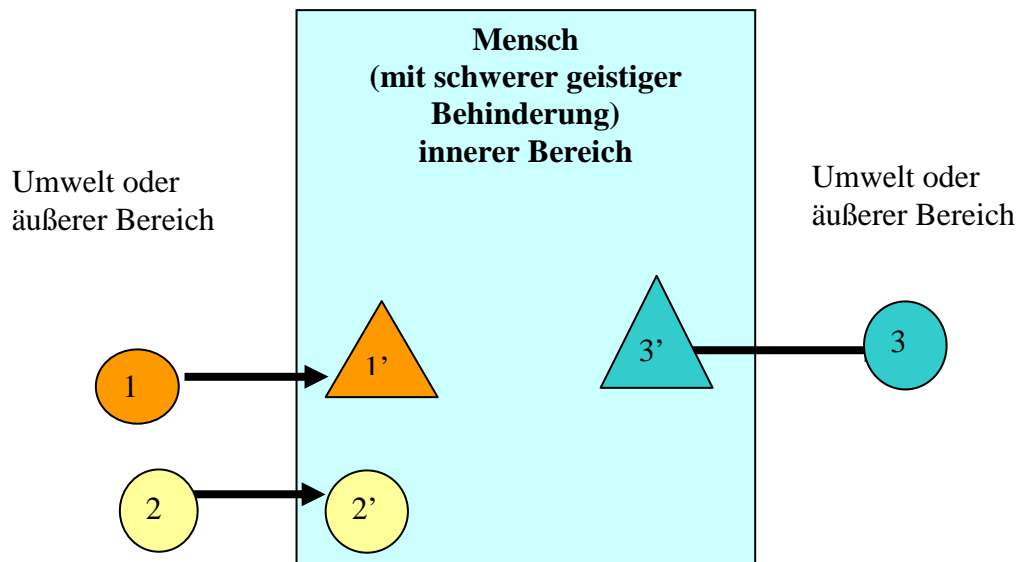 Mensch
(mit schwerer geistiger
Behinderung)
innerer Bereich
Umwelt oder
äußerer Bereich
Umwelt oder
äußerer Bereich
1
1’
3’
3
2
2’